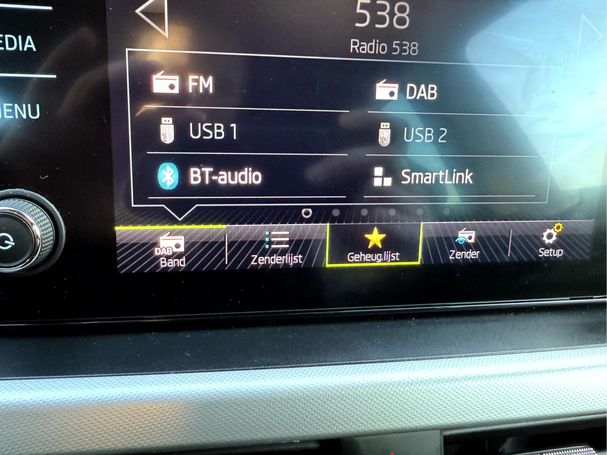 538
Radio 538
EDIA
ENU
FM
DAB
USB 1
USB 2
BT-audio
SmartLink
DAB
Band
Zenderlijst
Geheug.lijst
Zender
Setup